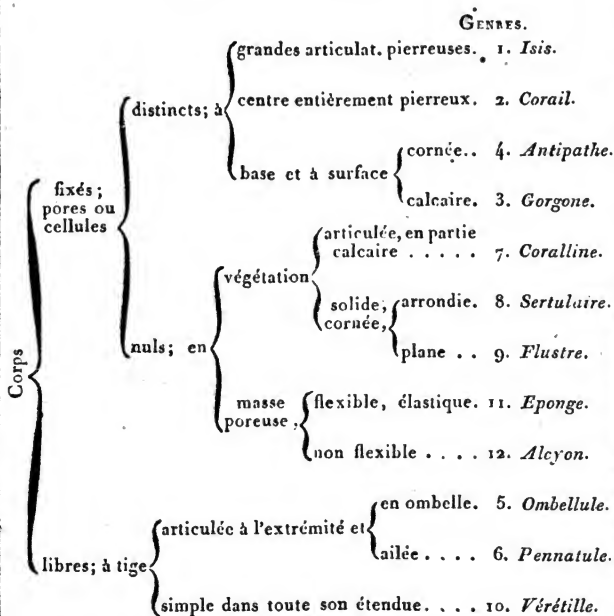 GENRES.
grandes articulat. pierreuses. 1. Isis.
distincts; à
centre entièrement pierreux. 2. Corail.
base et à surface
cornée.. 4. Antipathe.
calcaire. 3. Gorgone.
fixés;
pores ou
cellules
végétation
articulée, en partie
calcaire . . . . . 7. Coralline.
solide,
cornée,
arrondie. 8. Sertulaire.
plane . . 9. Flustre.
nuls; en
masse
poreuse,
flexible, élastique. 11. Eponge.
non flexible . . . . 12. Alcyon.
Corps
libres; à tige
articulée à l'extrémité et
en ombelle. 5. Ombellule.
ailée . . . . 6. Pennatule.
simple dans toute son étendue. . . . 10. Vérétille.